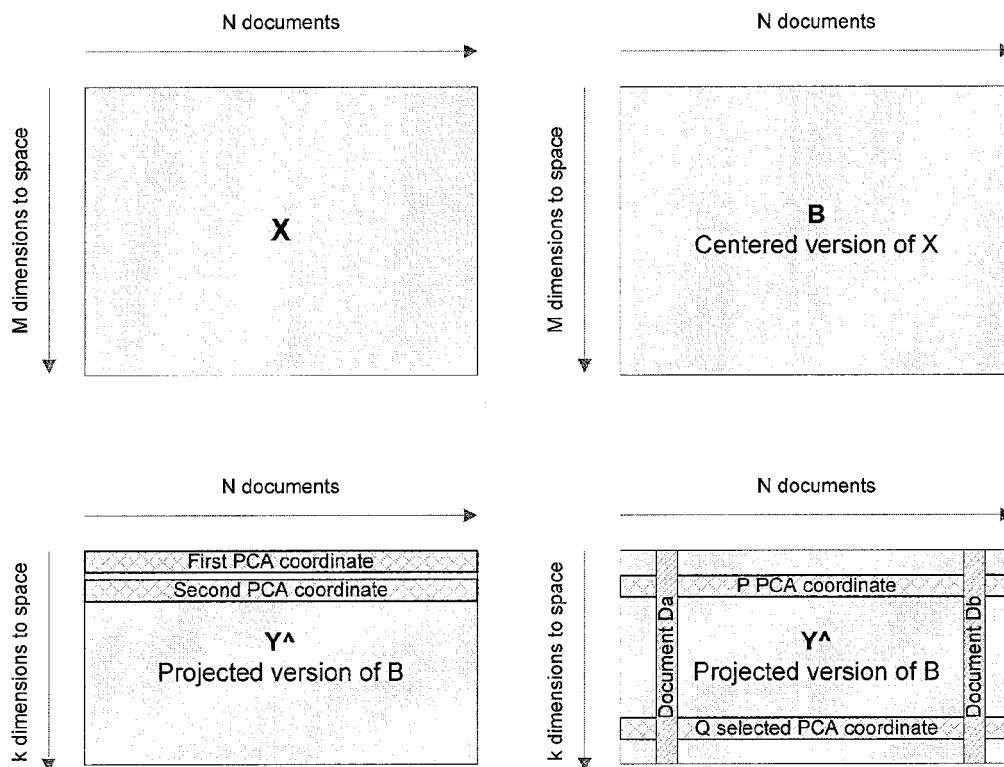 N documents
M dimensions to space
X
N documents
M dimensions to space
B
Centered version of X
N documents
k dimensions to space
First PCA coordinate
Second PCA coordinate
Y^
Projected version of B
N documents
k dimensions to space
P PCA coordinate
Document Da
Y^
Projected version of B
Document Db
Q selected PCA coordinate